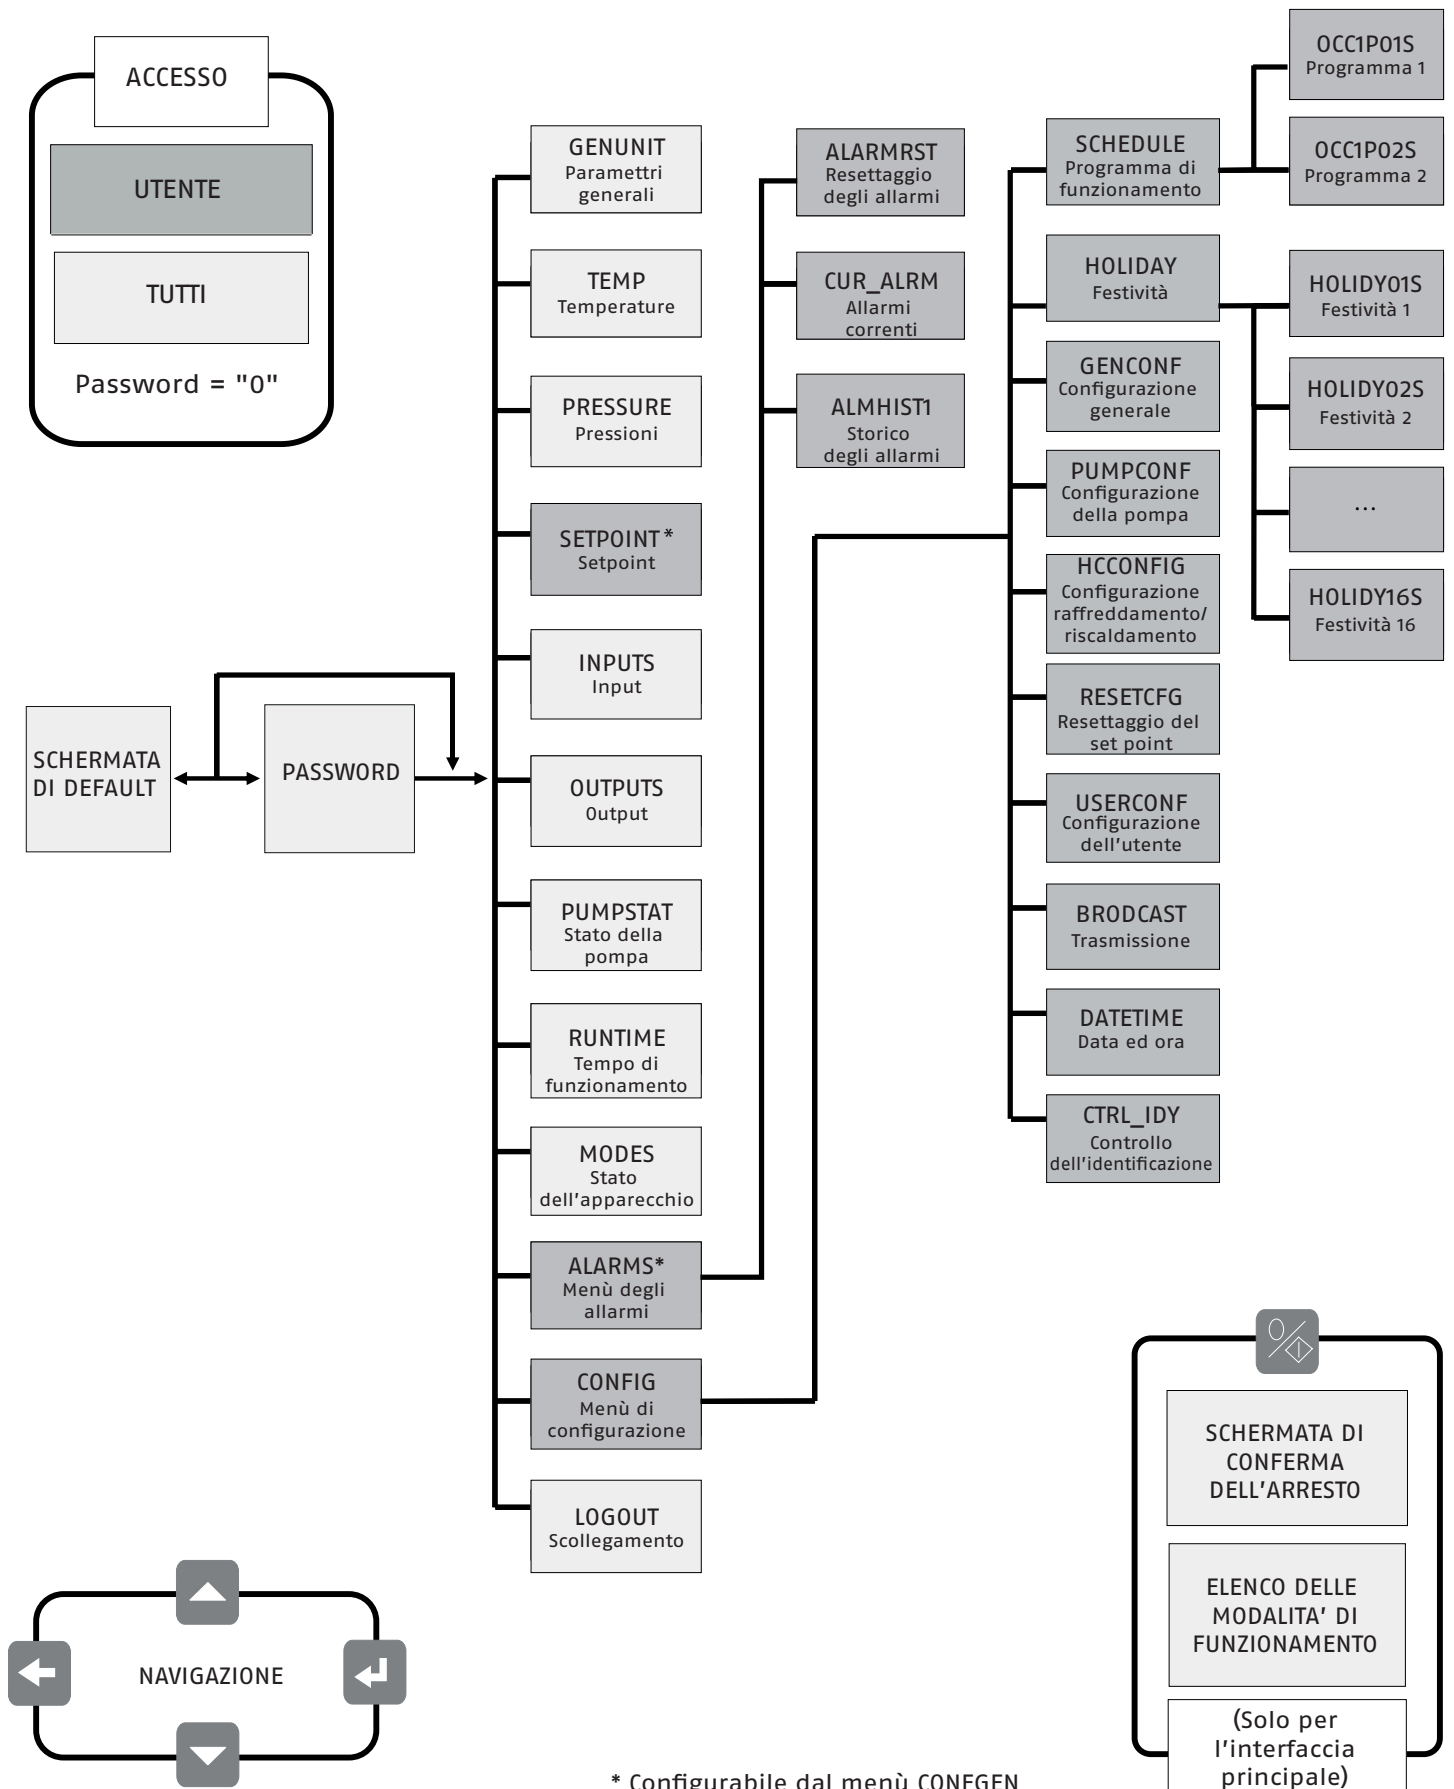 ACCESSO
UTENTE
TUTTI
Password = "0"
SCHERMATA
DI DEFAULT
PASSWORD
GENUNIT
Paramettri
generali
TEMP
Temperature
PRESSURE
Pressioni
SETPOINT*
Setpoint
INPUTS
Input
OUTPUTS
Output
PUMPSTAT
Stato della
pompa
RUNTIME
Tempo di
funzionamento
MODES
Stato
dell'apparecchio
ALARMS*
Menù degli
allarmi
CONFIG
Menù di
configurazione
LOGOUT
Scollegamento
ALARMRST
Resettaggio
degli allarmi
CUR_ALRM
Allarmi
correnti
ALMHIST1
Storico
degli allarmi
SCHEDULE
Programma di
funzionamento
HOLIDAY
Festività
GENCONF
Configurazione
generale
PUMPCONF
Configurazione
della pompa
HCCONFIG
Configurazione
raffreddamento/
riscaldamento
RESETCFG
Resettaggio del
set point
USERCONF
Configurazione
dell'utente
BRODCAST
Trasmissione
DATETIME
Data ed ora
CTRL_IDY
Controllo
dell'identificazione
OCC1P01S
Programma 1
OCC1P02S
Programma 2
HOLIDY01S
Festività 1
HOLIDY02S
Festività 2
...
HOLIDY16S
Festività 16
NAVIGAZIONE
SCHERMATA DI
CONFERMA
DELL'ARRESTO
ELENCO DELLE
MODALITA' DI
FUNZIONAMENTO
(Solo per
l'interfaccia
principale)
* Configurabile dal menù CONFGEN